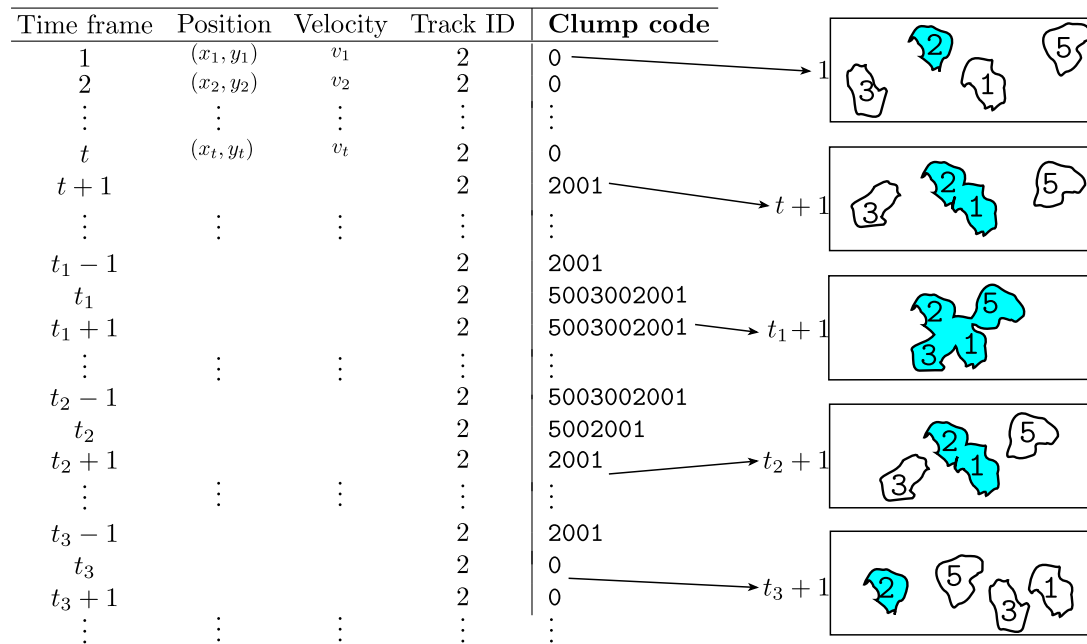 Time frame Position Velocity Track ID Clump code
1 (x₁, y₁) v₁ 2 0
2 (x₂, y₂) v₂ 2 0
⋮ ⋮ ⋮ ⋮ ⋮
t (xₜ, yₜ) vₜ 2 0
t + 1 2 2001
⋮ ⋮ ⋮ ⋮ ⋮
t₁ − 1 2 2001
t₁ 2 5003002001
t₁ + 1 2 5003002001
⋮ ⋮ ⋮ ⋮ ⋮
t₂ − 1 2 5003002001
t₂ 2 5002001
t₂ + 1 2 2001
⋮ ⋮ ⋮ ⋮ ⋮
t₃ − 1 2 2001
t₃ 2 0
t₃ + 1 2 0
⋮ ⋮ ⋮ ⋮ ⋮
1
2 5
3 1
t + 1
2 5
3 1
t₁ + 1
2 5
3 1
t₂ + 1
2 5
3 1
t₃ + 1
2 5 1
3